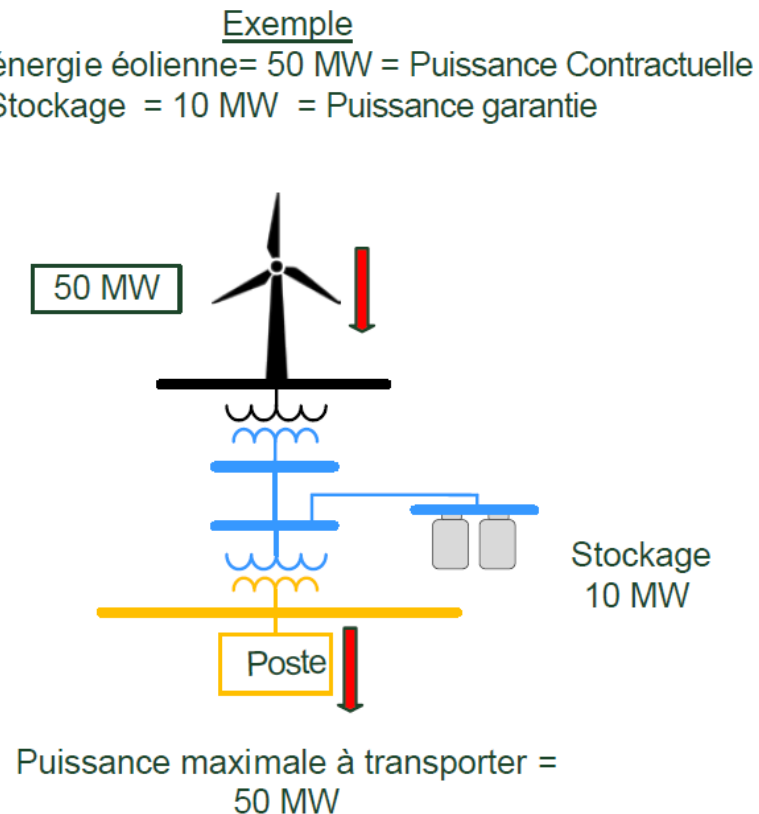 Exemple
énergie éolienne= 50 MW = Puissance Contractuelle
Stockage = 10 MW = Puissance garantie
50 MW
Stockage
10 MW
Poste
Puissance maximale à transporter =
50 MW